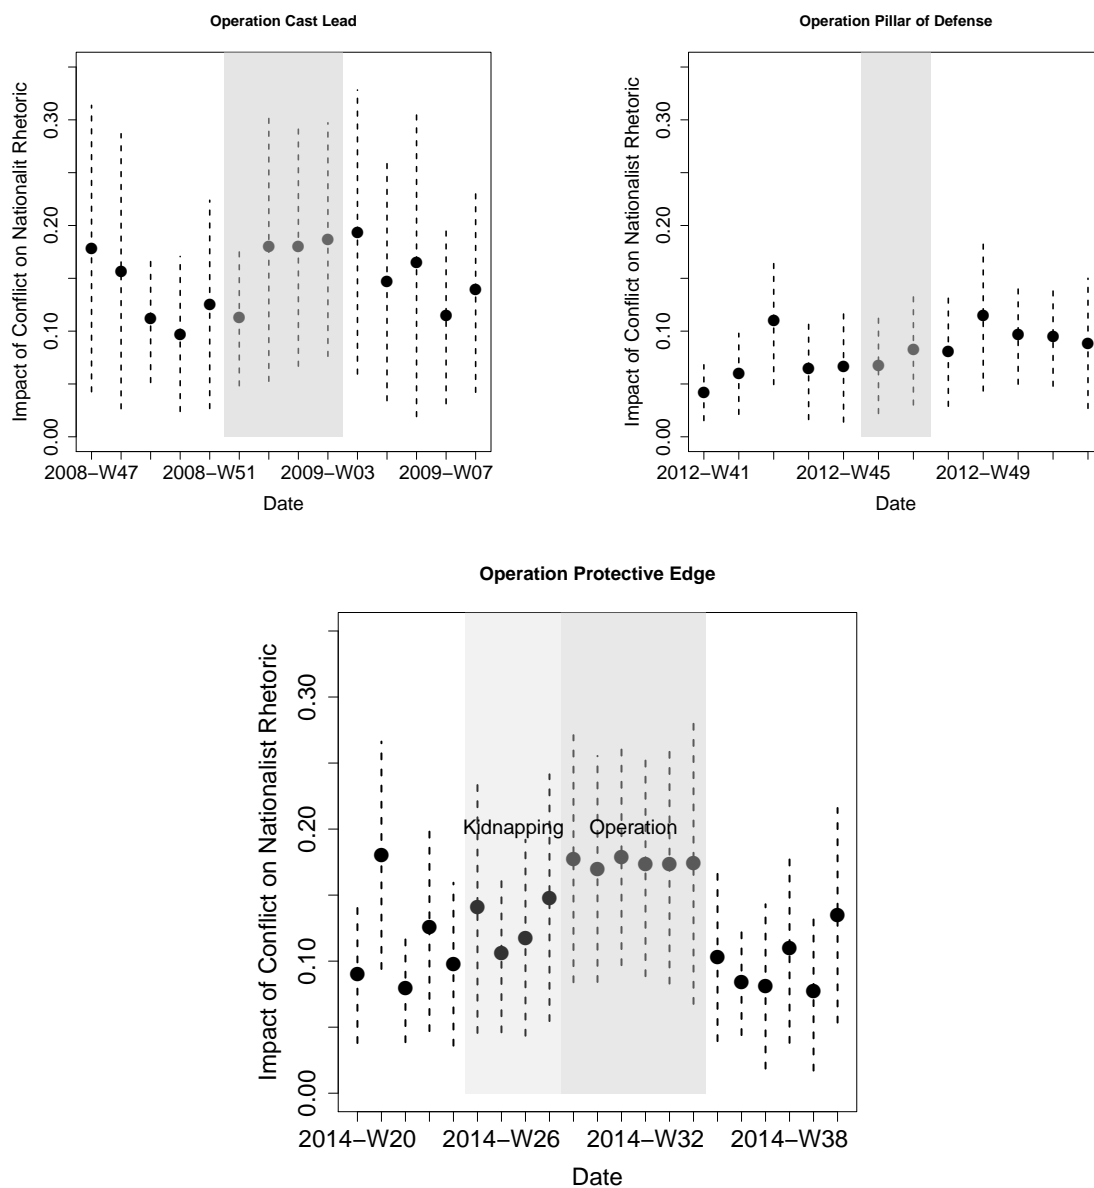 Operation Cast Lead
Impact of Conflict on Nationalit Rhetoric
0.00 0.10 0.20 0.30
2008−W47 2008−W51 2009−W03 2009−W07
Date
Operation Pillar of Defense
Impact of Conflict on Nationalist Rhetoric
0.00 0.10 0.20 0.30
2012−W41 2012−W45 2012−W49
Date
Operation Protective Edge
Impact of Conflict on Nationalist Rhetoric
0.00 0.10 0.20 0.30
Kidnapping Operation
2014−W20 2014−W26 2014−W32 2014−W38
Date